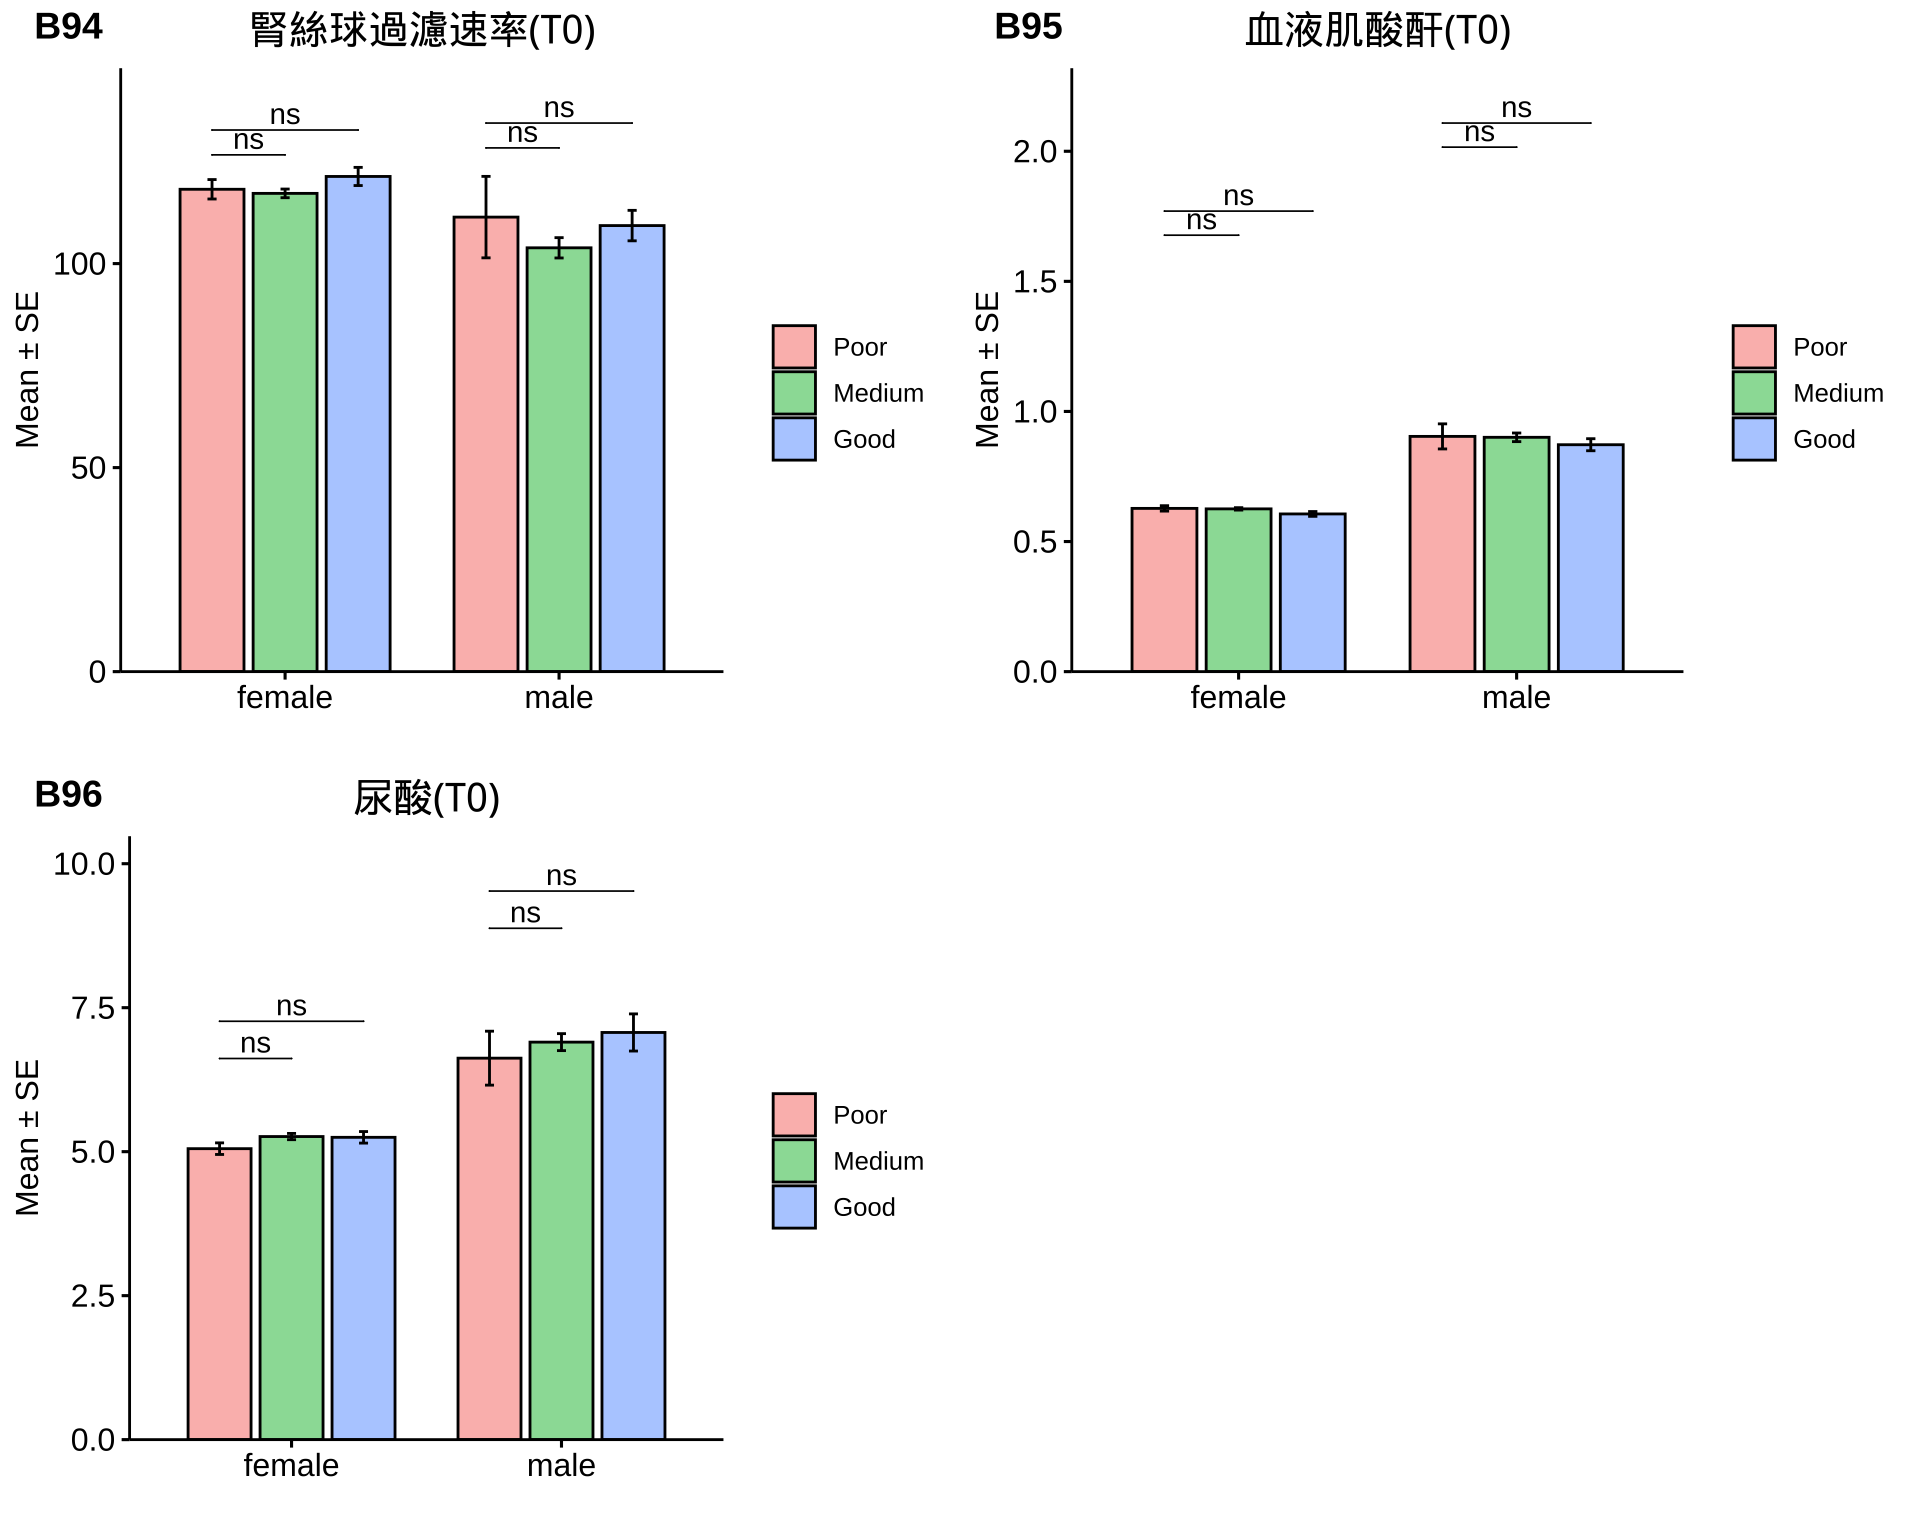 B94
腎絲球過濾速率(T0)
Mean ± SE
100
50
0
ns
ns
ns
ns
female
male
Poor
Medium
Good
B95
血液肌酸酐(T0)
Mean ± SE
2.0
1.5
1.0
0.5
0.0
ns
ns
ns
ns
female
male
Poor
Medium
Good
B96
尿酸(T0)
Mean ± SE
10.0
7.5
5.0
2.5
0.0
ns
ns
ns
ns
female
male
Poor
Medium
Good